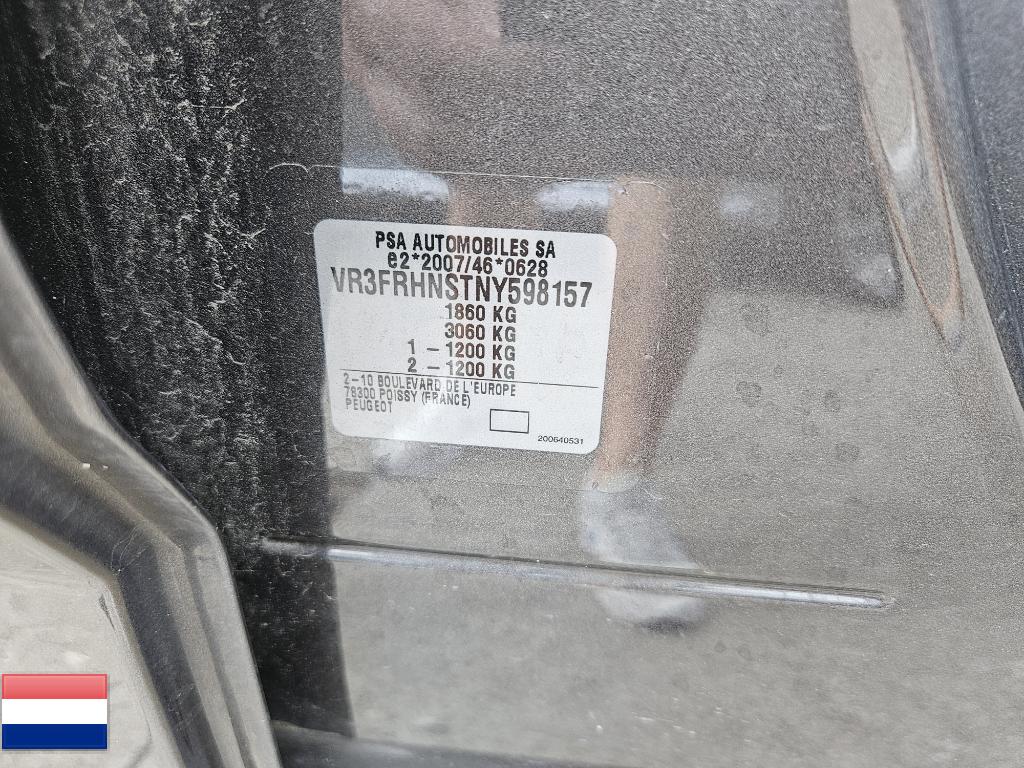 PSA AUTOMOBILES SA
e2*2007/46*0628
VR3FRHNSTNY598157
1860 KG
3060 KG
1 - 1200 KG
2 - 1200 KG
2-10 BOULEVARD DE L'EUROPE
78300 POISSY (FRANCE)
PEUGEOT
200640531